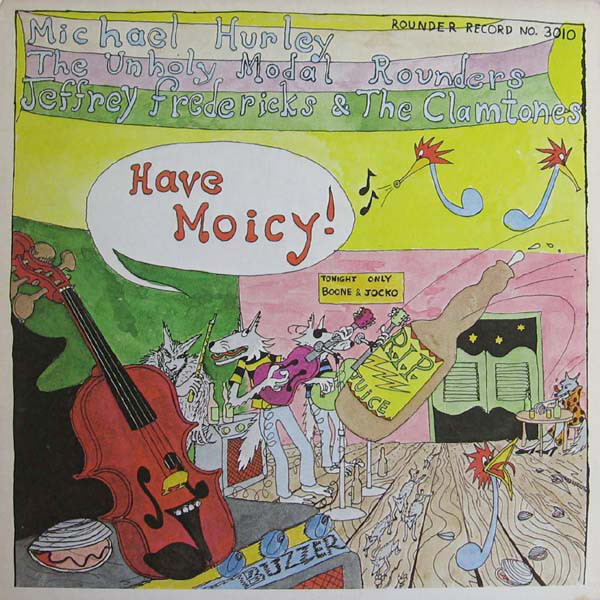 ROUNDER RECORD NO. 3010
Michael Hurley
The Unholy Modal Rounders
Jeffrey Fredericks & The Clamtones
Have
Moicy!
TONIGHT ONLY
BOONE & JOCKO
R.I.P.
JUICE
BUZZER